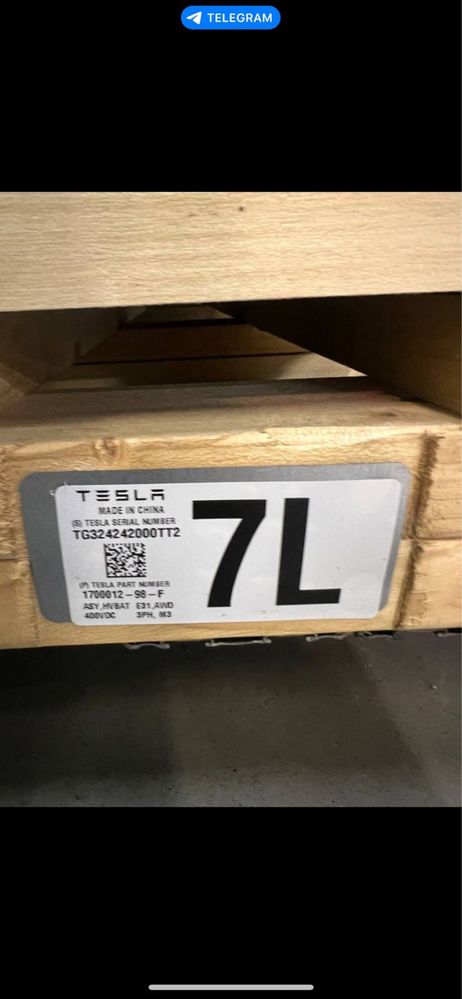 TELEGRAM
TESLA
MADE IN CHINA
(S) TESLA SERIAL NUMBER
TG324242000TT2
(P) TESLA PART NUMBER
1700012-98-F
ASY,HVBAT E31,AWD
400VDC 3PH, M3
7L